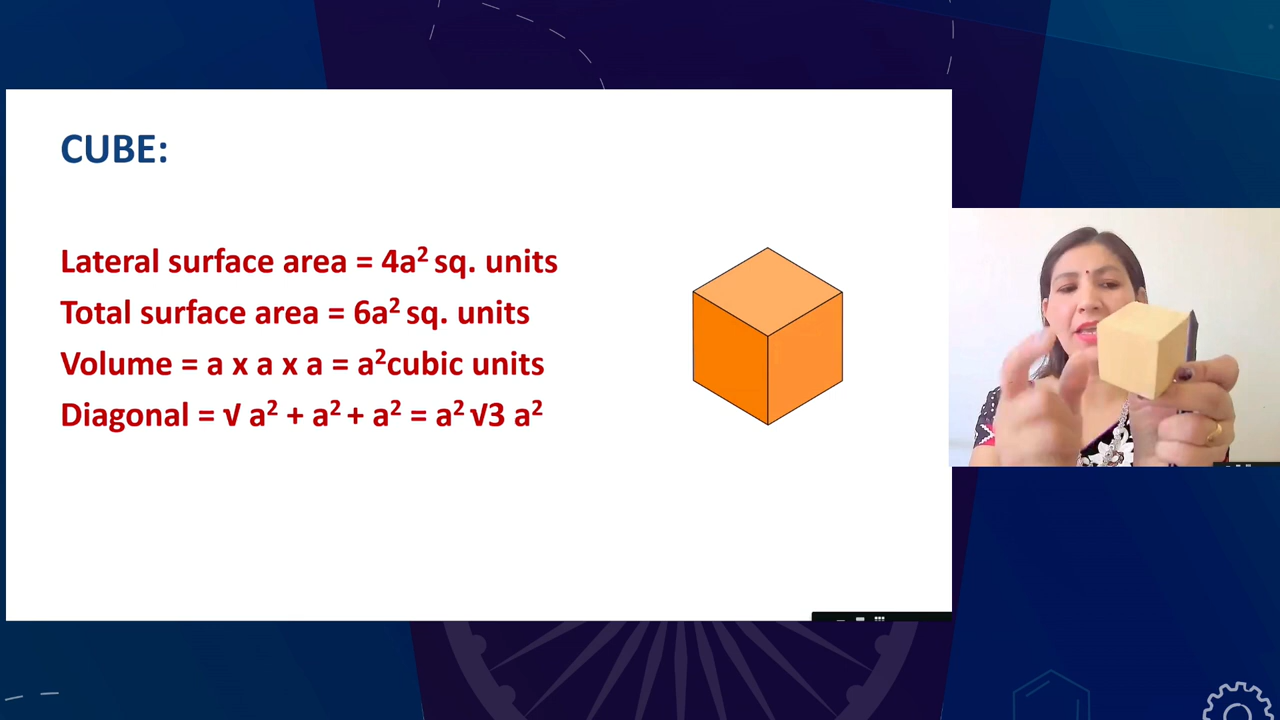 CUBE:
Lateral surface area = 4a² sq. units
Total surface area = 6a² sq. units
Volume = a x a x a = a²cubic units
Diagonal = √ a² + a² + a² = a² √3 a²